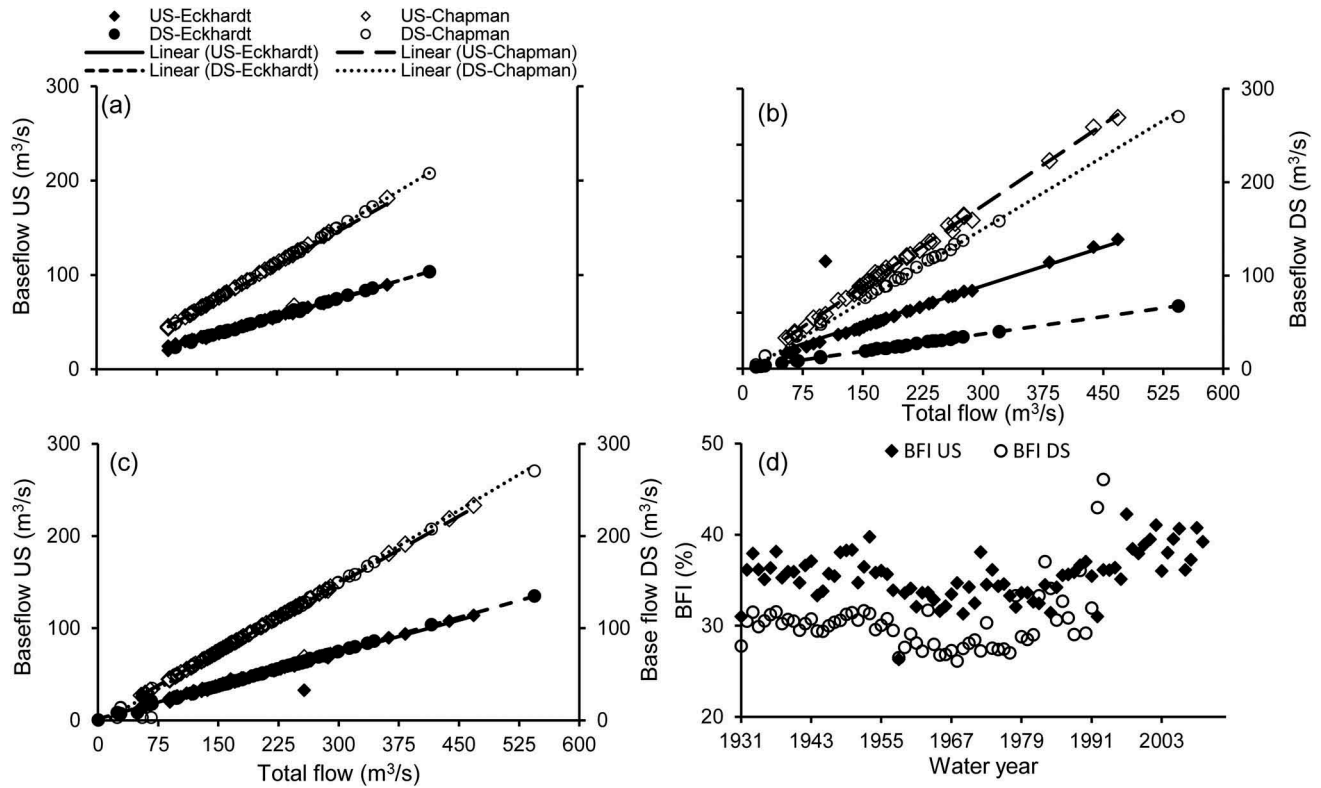 US-Eckhardt
US-Chapman
DS-Eckhardt
DS-Chapman
Linear (US-Eckhardt)
Linear (US-Chapman)
Linear (DS-Eckhardt)
Linear (DS-Chapman)
300
200
100
0
Baseflow US (m³/s)
(a)
(b)
300
200
100
0
Baseflow DS (m³/s)
0 75 150 225 300 375 450 525 600
Total flow (m³/s)
300
200
100
0
Baseflow US (m³/s)
(c)
300
200
100
0
Base flow DS (m³/s)
0 75 150 225 300 375 450 525 600
Total flow (m³/s)
50
40
30
20
BFI (%)
(d)
BFI US
BFI DS
1931 1943 1955 1967 1979 1991 2003
Water year